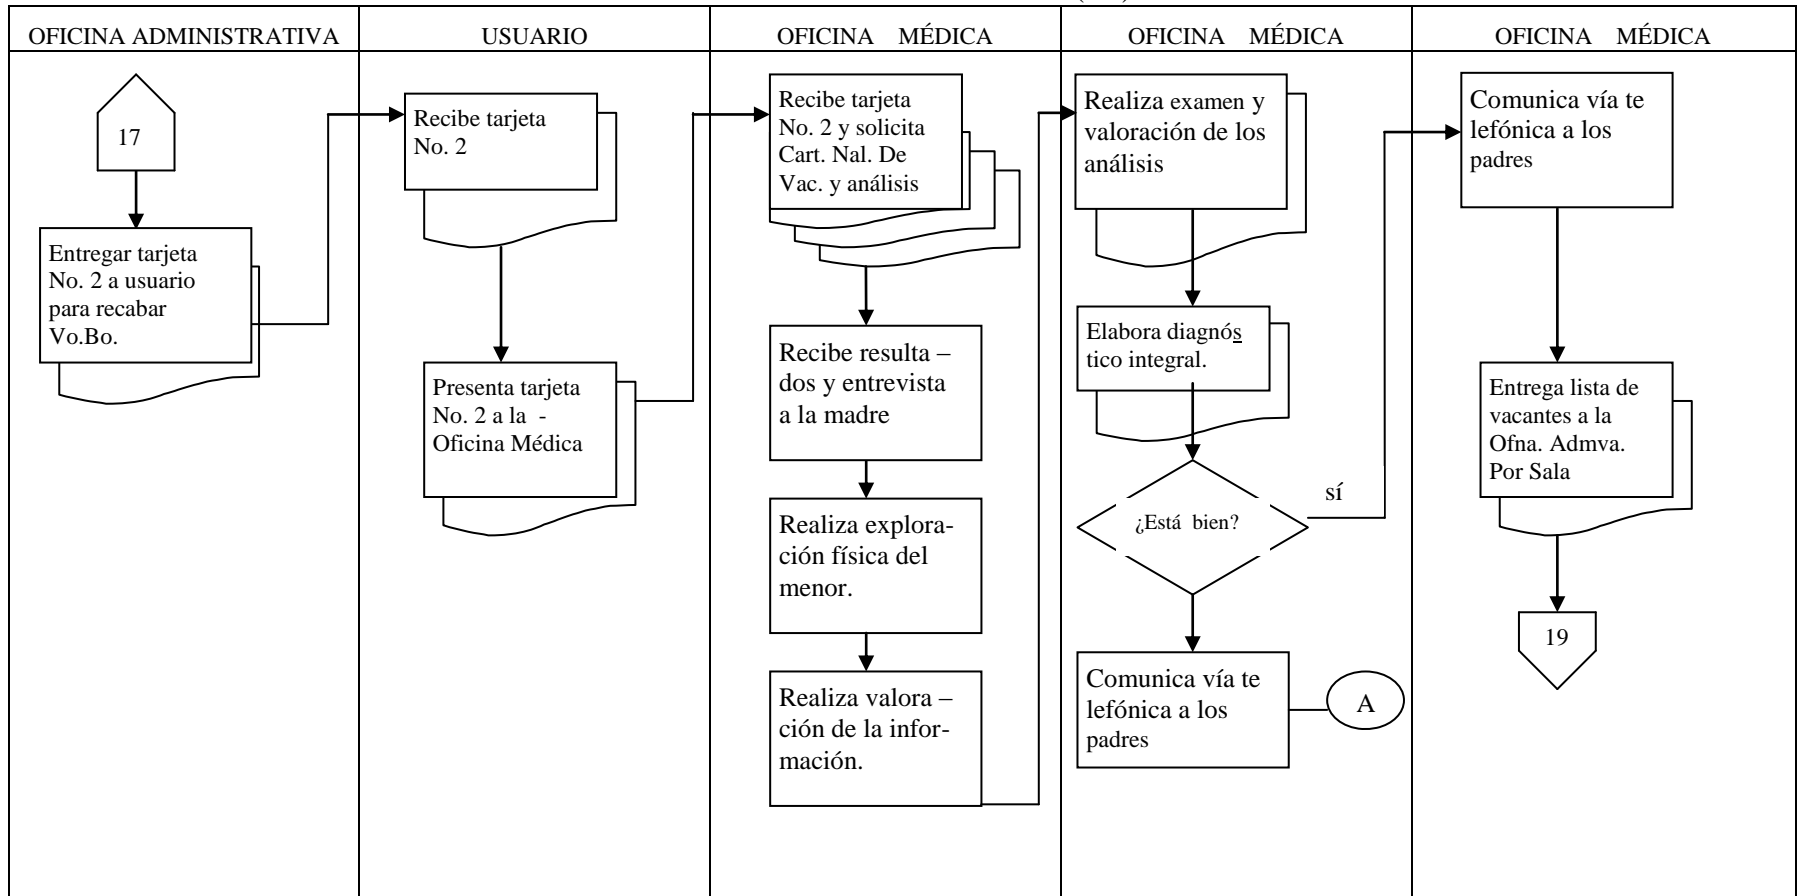 OFICINA ADMINISTRATIVA
USUARIO
OFICINA MÉDICA
OFICINA MÉDICA
OFICINA MÉDICA
17
Entregar tarjeta
No. 2 a usuario
para recabar
Vo.Bo.
Recibe tarjeta
No. 2
Presenta tarjeta
No. 2 a la -
Oficina Médica
Recibe tarjeta
No. 2 y solicita
Cart. Nal. De
Vac. y análisis
Recibe resulta –
dos y entrevista
a la madre
Realiza explora-
ción física del
menor.
Realiza valora –
ción de la infor-
mación.
Realiza examen y
valoración de los
análisis
Elabora diagnós
tico integral.
¿Está bien?
sí
Comunica vía te
lefónica a los
padres
A
Comunica vía te
lefónica a los
padres
Entrega lista de
vacantes a la
Ofna. Admva.
Por Sala
19